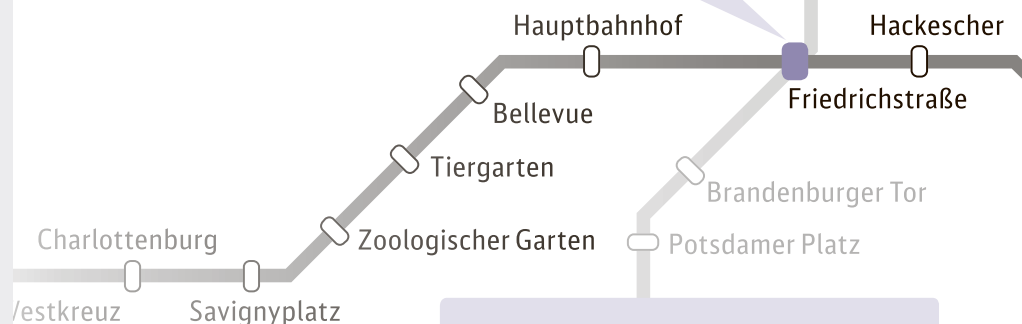 Hauptbahnhof
Hackescher
Friedrichstraße
Bellevue
Tiergarten
Brandenburger Tor
Charlottenburg
Zoologischer Garten
Potsdamer Platz
Savignyplatz